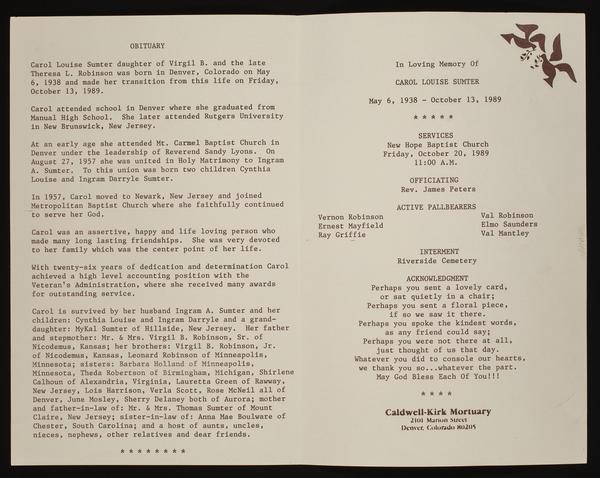 OBITUARY
Carol Louise Sumter daughter of Virgil B. and the late
Theresa L. Robinson was born in Denver, Colorado on May
6, 1938 and made her transition from this life on Friday,
October 13, 1989.
Carol attended school in Denver where she graduated from
Manual High School. She later attended Rutgers University
in New Brunswick, New Jersey.
At an early age she attended Mt. Carmel Baptist Church in
Denver under the leadership of Reverend Sandy Lyons. On
August 27, 1957 she was united in Holy Matrimony to Ingram
A. Sumter. To this union was born two children Cynthia
Louise and Ingram Darryle Sumter.
In 1957, Carol moved to Newark, New Jersey and joined
Metropolitan Baptist Church where she faithfully continued
to serve her God.
Carol was an assertive, happy and life loving person who
made many long lasting friendships. She was very devoted
to her family which was the center point of her life.
With twenty-six years of dedication and determination Carol
achieved a high level accounting position with the
Veteran's Administration, where she received many awards
for outstanding service.
Carol is survived by her husband Ingram A. Sumter and her
children: Cynthia Louise and Ingram Darryle and a grand-
daughter: MyKal Sumter of Hillside, New Jersey. Her father
and stepmother: Mr. & Mrs. Virgil B. Robinson, Sr. of
Nicodemus, Kansas; her brothers: Virgil B. Robinson, Jr.
of Nicodemus, Kansas, Leonard Robinson of Minneapolis,
Minnesota; sisters: Barbara Holland of Minneapolis,
Minnesota, Theda Robertson of Birmingham, Michigan, Shirlene
Calhoun of Alexandria, Virginia, Lauretta Green of Rawway,
New Jersey, Lois Harrison, Verla Scott, Rose McNeil all of
Denver, June Mosley, Sherry Delaney both of Aurora; mother
and father-in-law of: Mr. & Mrs. Thomas Sumter of Mount
Claire, New Jersey; sister-in-law of: Anna Mae Boulware of
Chester, South Carolina; and a host of aunts, uncles,
nieces, nephews, other relatives and dear friends.
* * * * * * * *
In Loving Memory Of
CAROL LOUISE SUMTER
May 6, 1938 - October 13, 1989
* * * * *
SERVICES
New Hope Baptist Church
Friday, October 20, 1989
11:00 A.M.
OFFICIATING
Rev. James Peters
ACTIVE PALLBEARERS
Vernon Robinson Val Robinson
Ernest Mayfield Elmo Saunders
Ray Griffie Val Mantley
INTERMENT
Riverside Cemetery
ACKNOWLEDGMENT
Perhaps you sent a lovely card,
or sat quietly in a chair;
Perhaps you sent a floral piece,
if so we saw it there.
Perhaps you spoke the kindest words,
as any friend could say;
Perhaps you were not there at all,
just thought of us that day.
Whatever you did to console our hearts,
we thank you so...whatever the part.
May God Bless Each Of You!!!
* * * *
Caldwell-Kirk Mortuary
2101 Marion Street
Denver, Colorado 80205